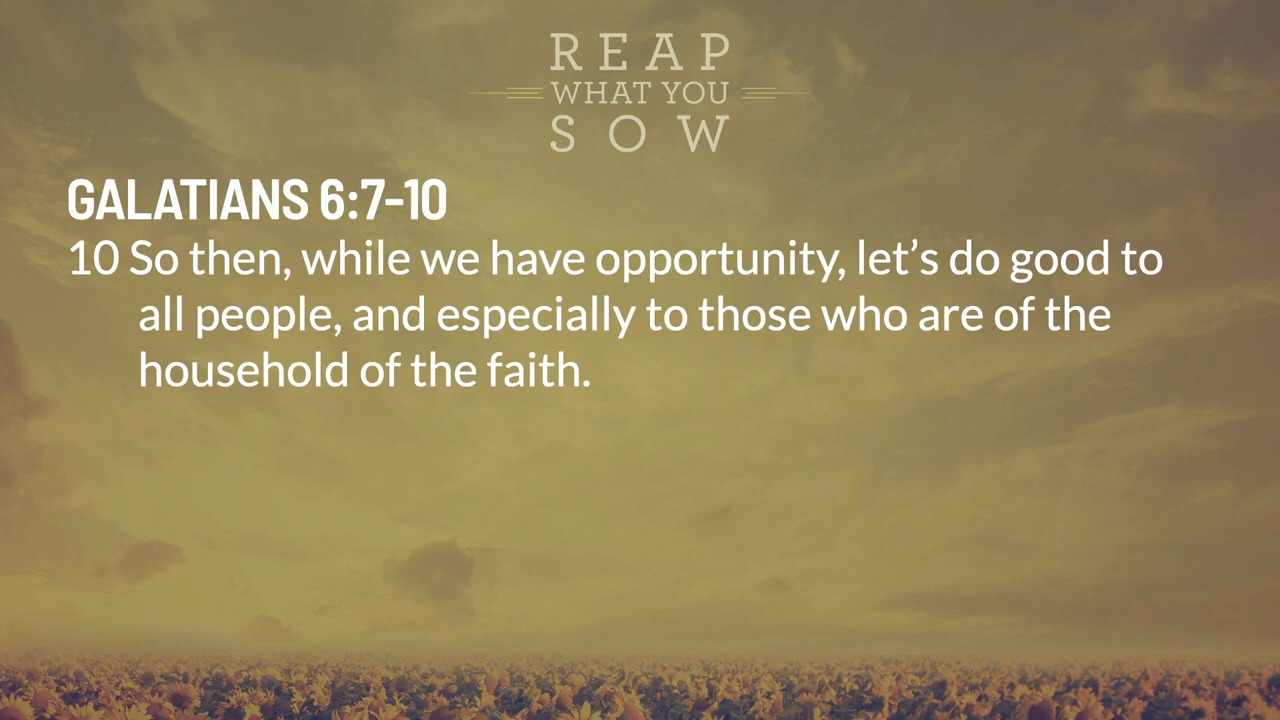 REAP
WHAT YOU
SOW
GALATIANS 6:7-10
10 So then, while we have opportunity, let’s do good to
all people, and especially to those who are of the
household of the faith.